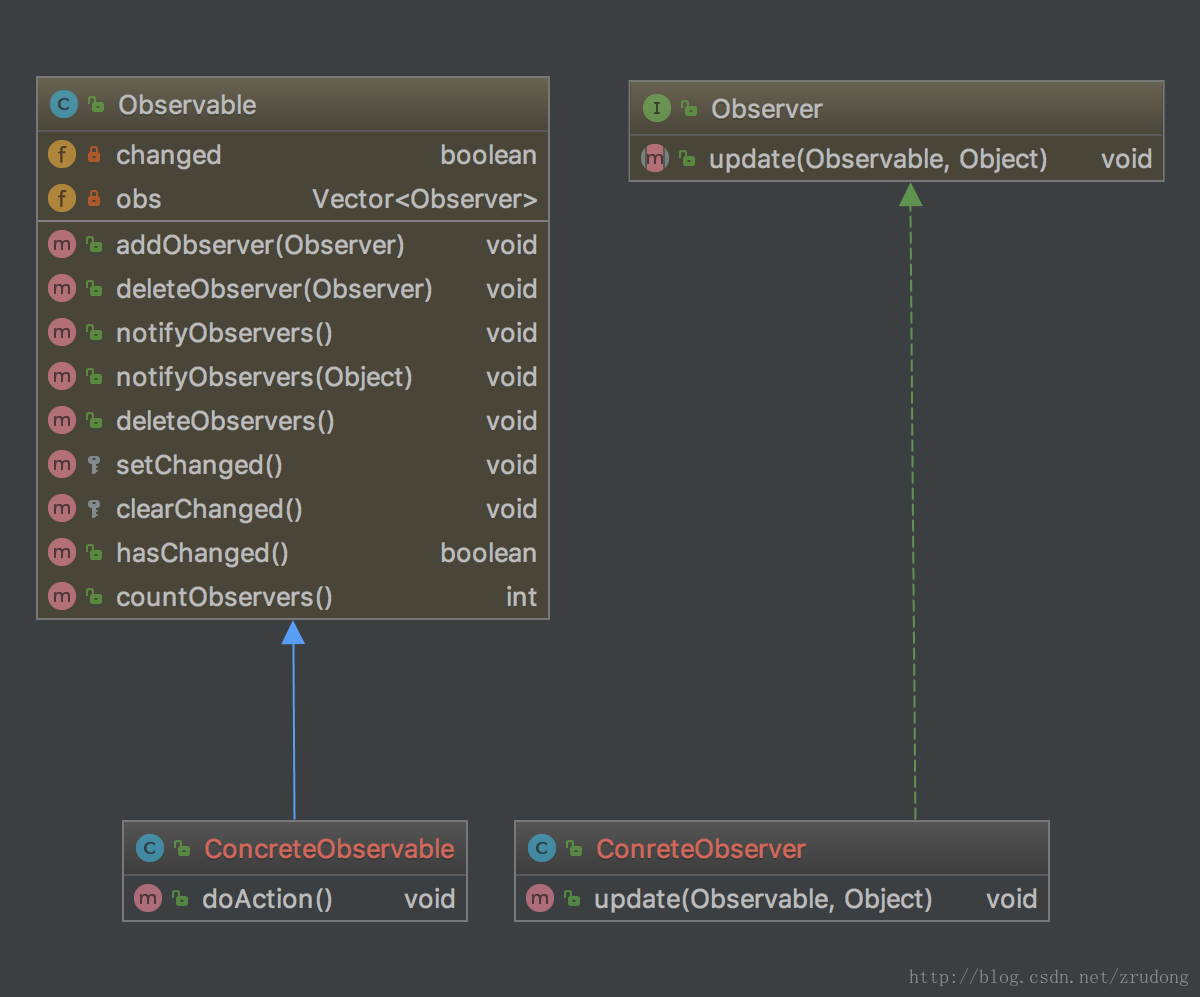 C Observable
f changed boolean
f obs Vector<Observer>
m addObserver(Observer) void
m deleteObserver(Observer) void
m notifyObservers() void
m notifyObservers(Object) void
m deleteObservers() void
m setChanged() void
m clearChanged() void
m hasChanged() boolean
m countObservers() int
I Observer
m update(Observable, Object) void
C ConcreteObservable
m doAction() void
C ConreteObserver
m update(Observable, Object) void
http://blog.csdn.net/zrudong